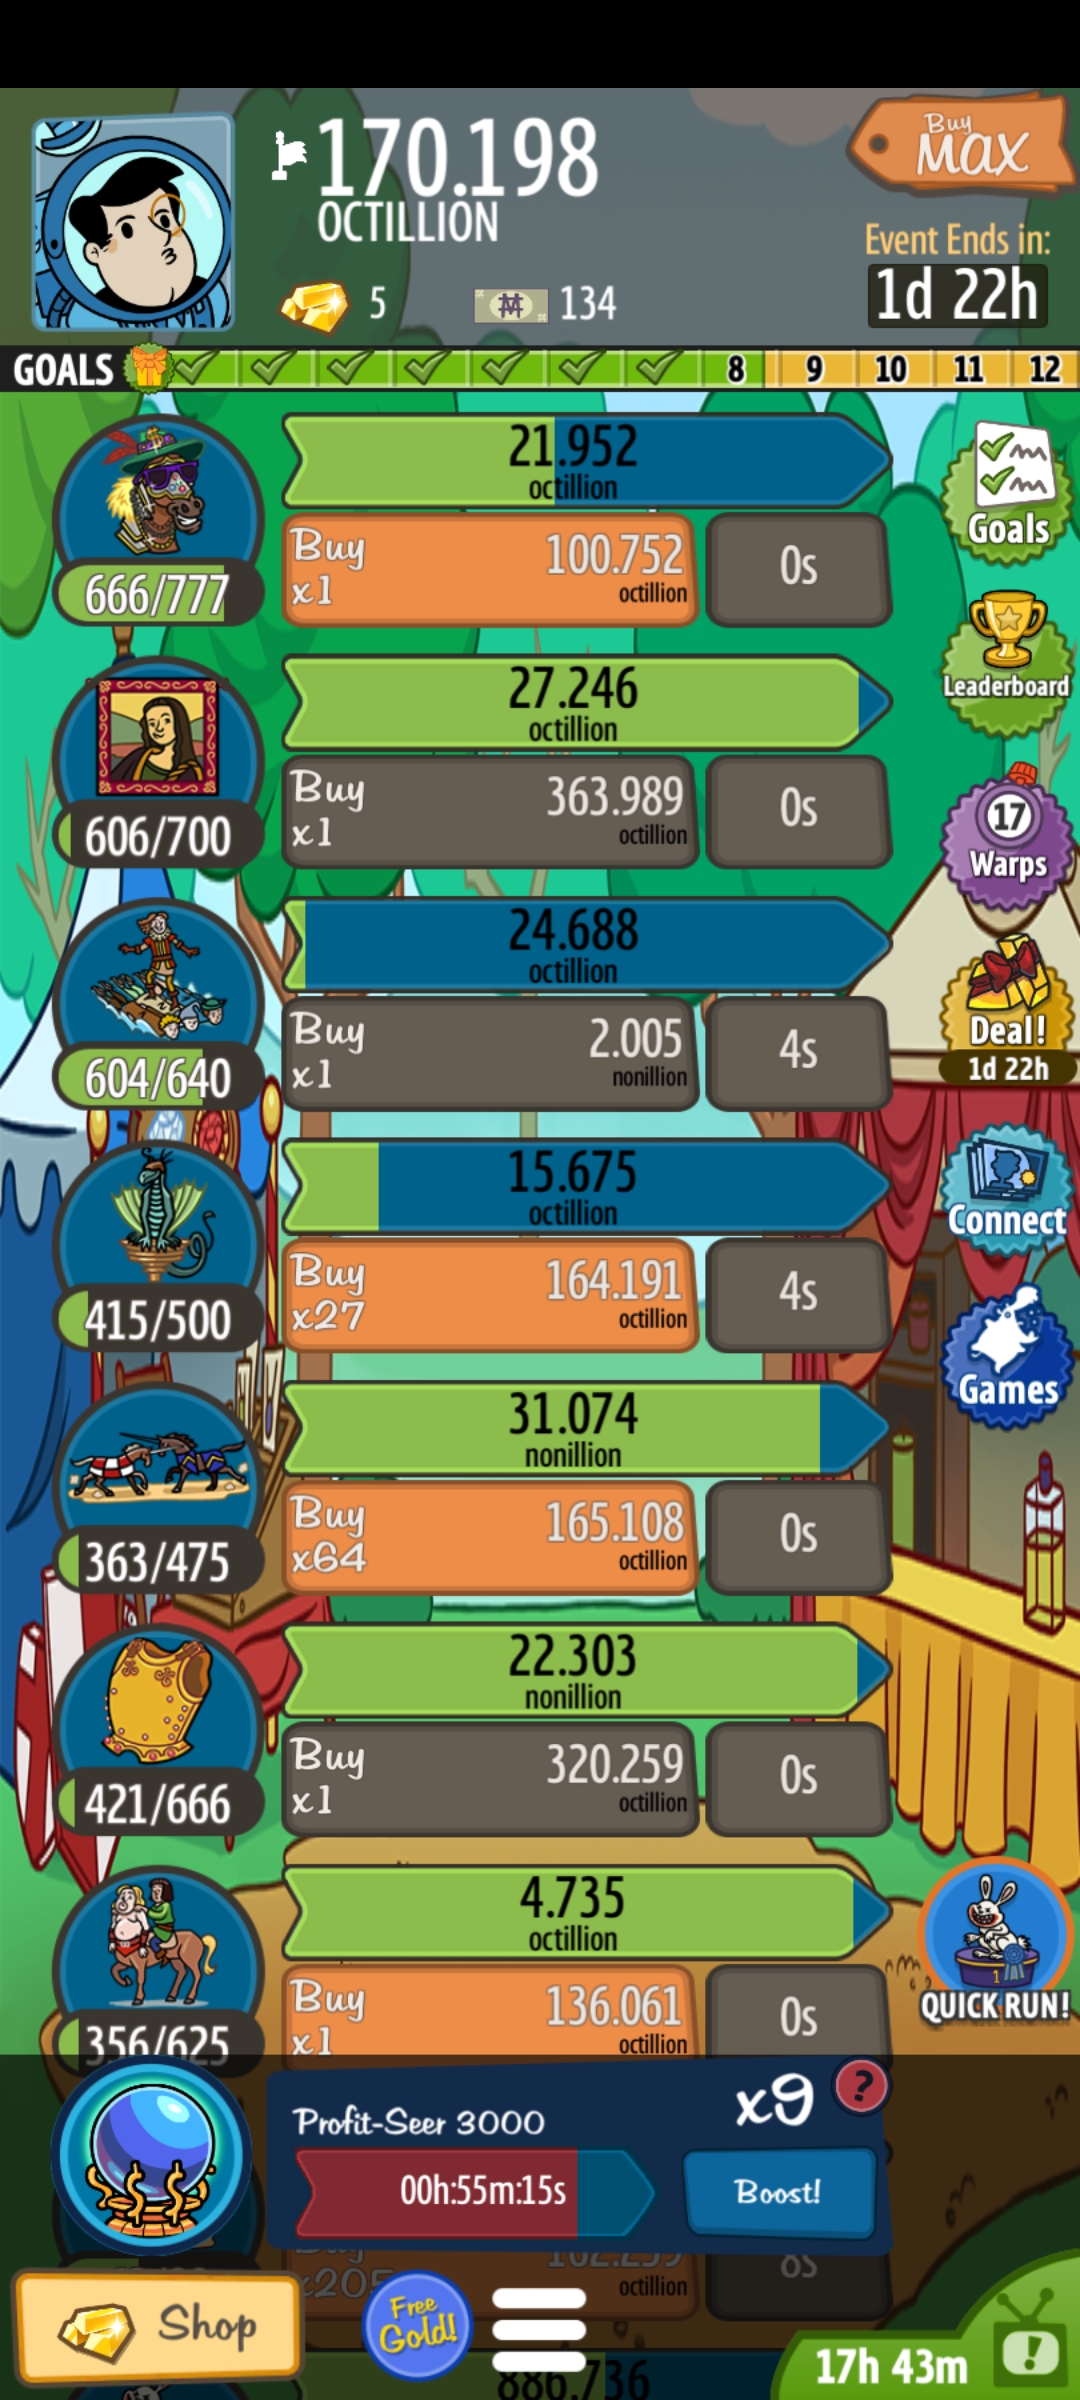 170.198
OCTILLION
Buy
MAX
Event Ends in:
1d 22h
5
134
GOALS
8 9 10 11 12
21.952
octillion
Buy
x1
100.752
octillion
0s
666/777
Goals
27.246
octillion
Buy
x1
363.989
octillion
0s
606/700
Leaderboard
24.688
octillion
Buy
x1
2.005
nonillion
4s
604/640
17
Warps
Deal!
1d 22h
15.675
octillion
Buy
x27
164.191
octillion
4s
415/500
Connect
31.074
nonillion
Buy
x64
165.108
octillion
0s
363/475
Games
22.303
nonillion
Buy
x1
320.259
octillion
0s
421/666
4.735
octillion
Buy
x1
136.061
octillion
0s
356/625
1
QUICK RUN!
Profit-Seer 3000
x9
?
00h:55m:15s
Boost!
x205
octillion
8s
Shop
Free
Gold!
886.736
17h 43m
!